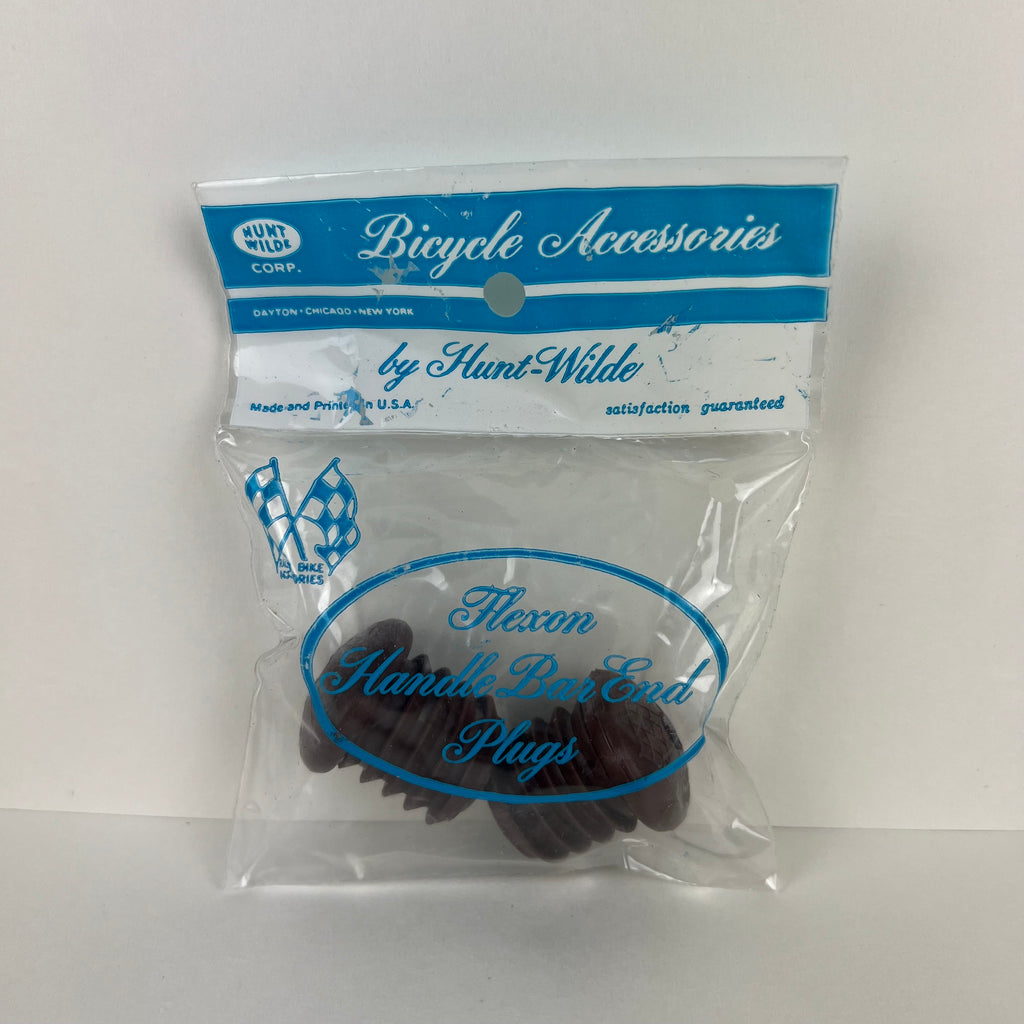 HUNT
WILDE
CORP.
Bicycle Accessories
DAYTON • CHICAGO • NEW YORK
by Hunt-Wilde
Made and Printed in U.S.A.
satisfaction guaranteed
BIKE
Flexon
Handle Bar End
Plugs